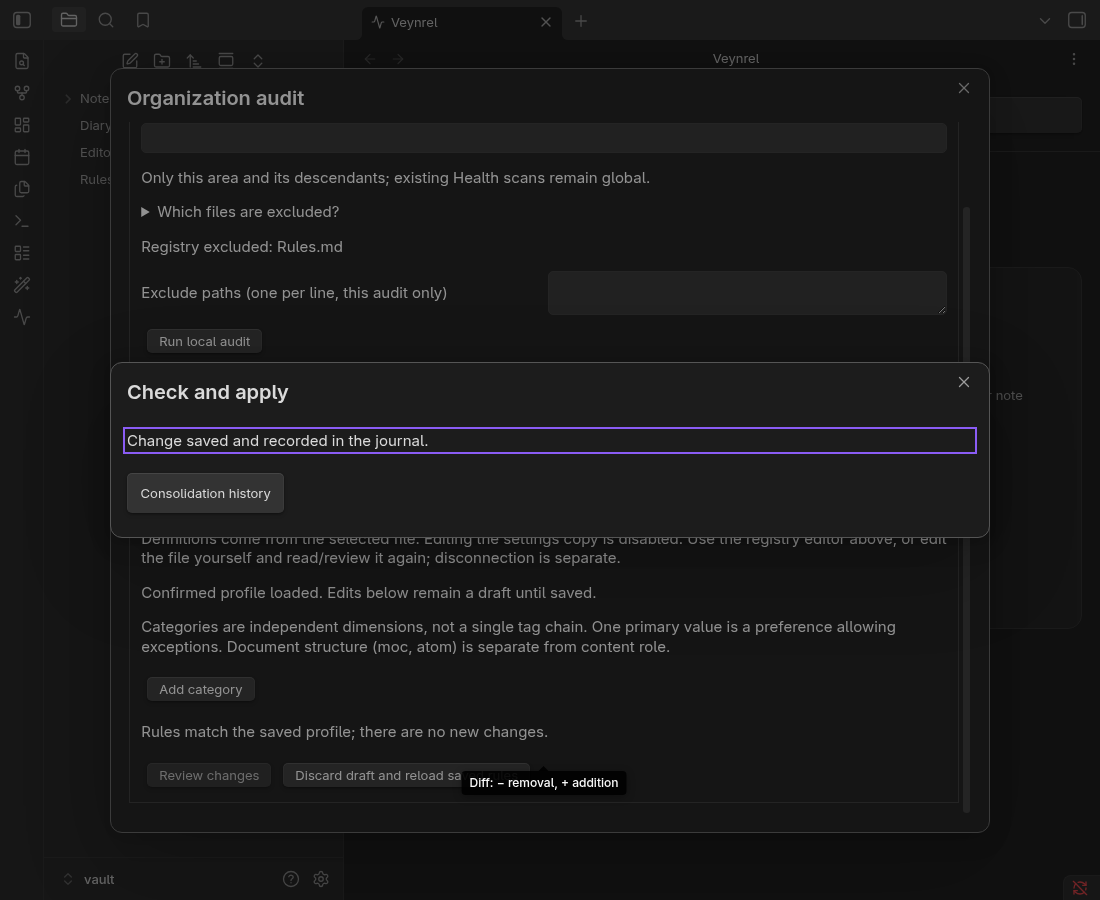 Veynrel
Veynrel
Note
Diary
Edito
Rules
Organization audit
Only this area and its descendants; existing Health scans remain global.
Which files are excluded?
Registry excluded: Rules.md
Exclude paths (one per line, this audit only)
Run local audit
note
Check and apply
Change saved and recorded in the journal.
Consolidation history
Definitions come from the selected file. Editing the settings copy is disabled. Use the registry editor above, or edit
the file yourself and read/review it again; disconnection is separate.
Confirmed profile loaded. Edits below remain a draft until saved.
Categories are independent dimensions, not a single tag chain. One primary value is a preference allowing
exceptions. Document structure (moc, atom) is separate from content role.
Add category
Rules match the saved profile; there are no new changes.
Review changes
Discard draft and reload sa
Diff: − removal, + addition
vault